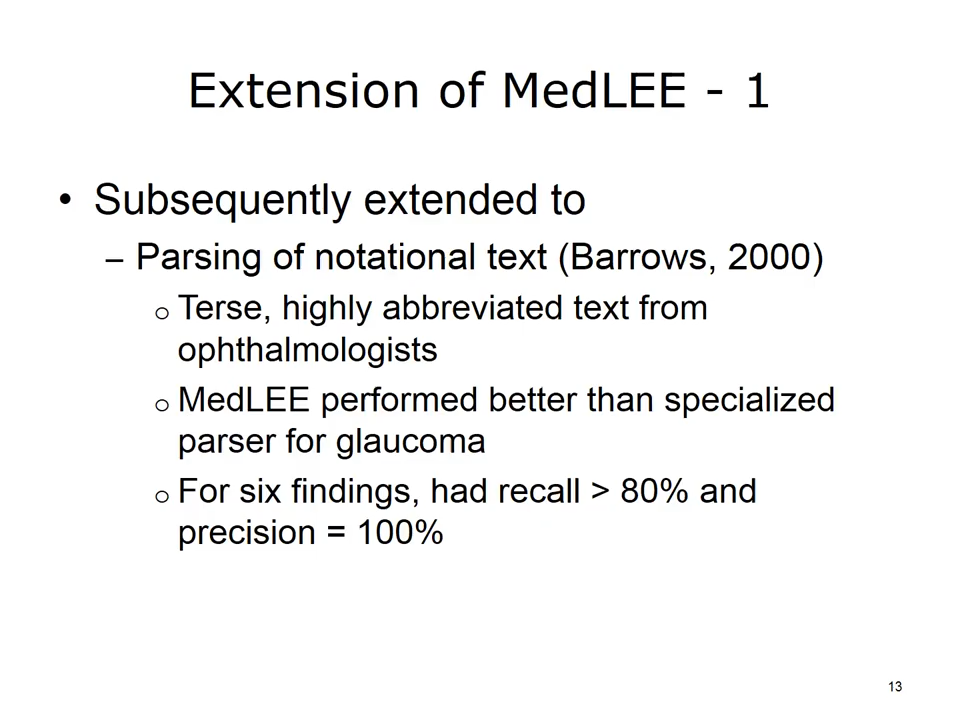 Extension of MedLEE - 1
• Subsequently extended to
– Parsing of notational text (Barrows, 2000)
o Terse, highly abbreviated text from
ophthalmologists
o MedLEE performed better than specialized
parser for glaucoma
o For six findings, had recall > 80% and
precision = 100%
13